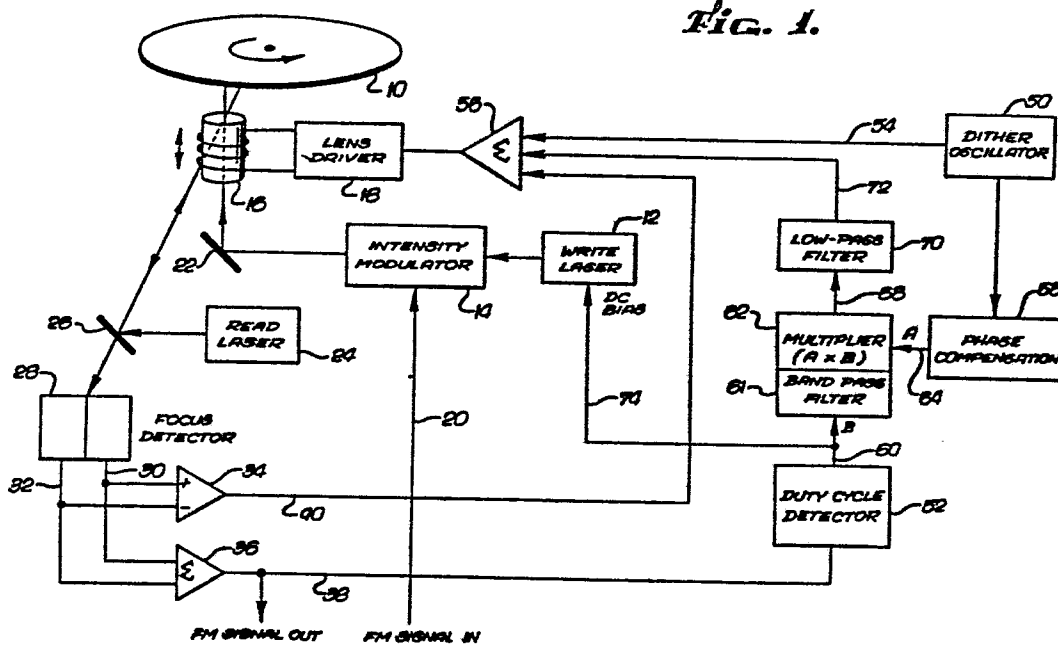 Fig. 1.
10
56
54
50
DITHER
OSCILLATOR
LENS
DRIVER
18
Σ
16
72
12
LOW-PASS
FILTER
70
22
INTENSITY
MODULATOR
14
WRITE
LASER
DC
BIAS
68
66
62
MULTIPLIER
(A × B)
A
PHASE
COMPENSATION
64
26
READ
LASER
24
61
BAND PASS
FILTER
28
74
B
FOCUS
DETECTOR
20
60
32
30
34
+
-
40
DUTY CYCLE
DETECTOR
52
36
Σ
38
FM SIGNAL OUT
FM SIGNAL IN